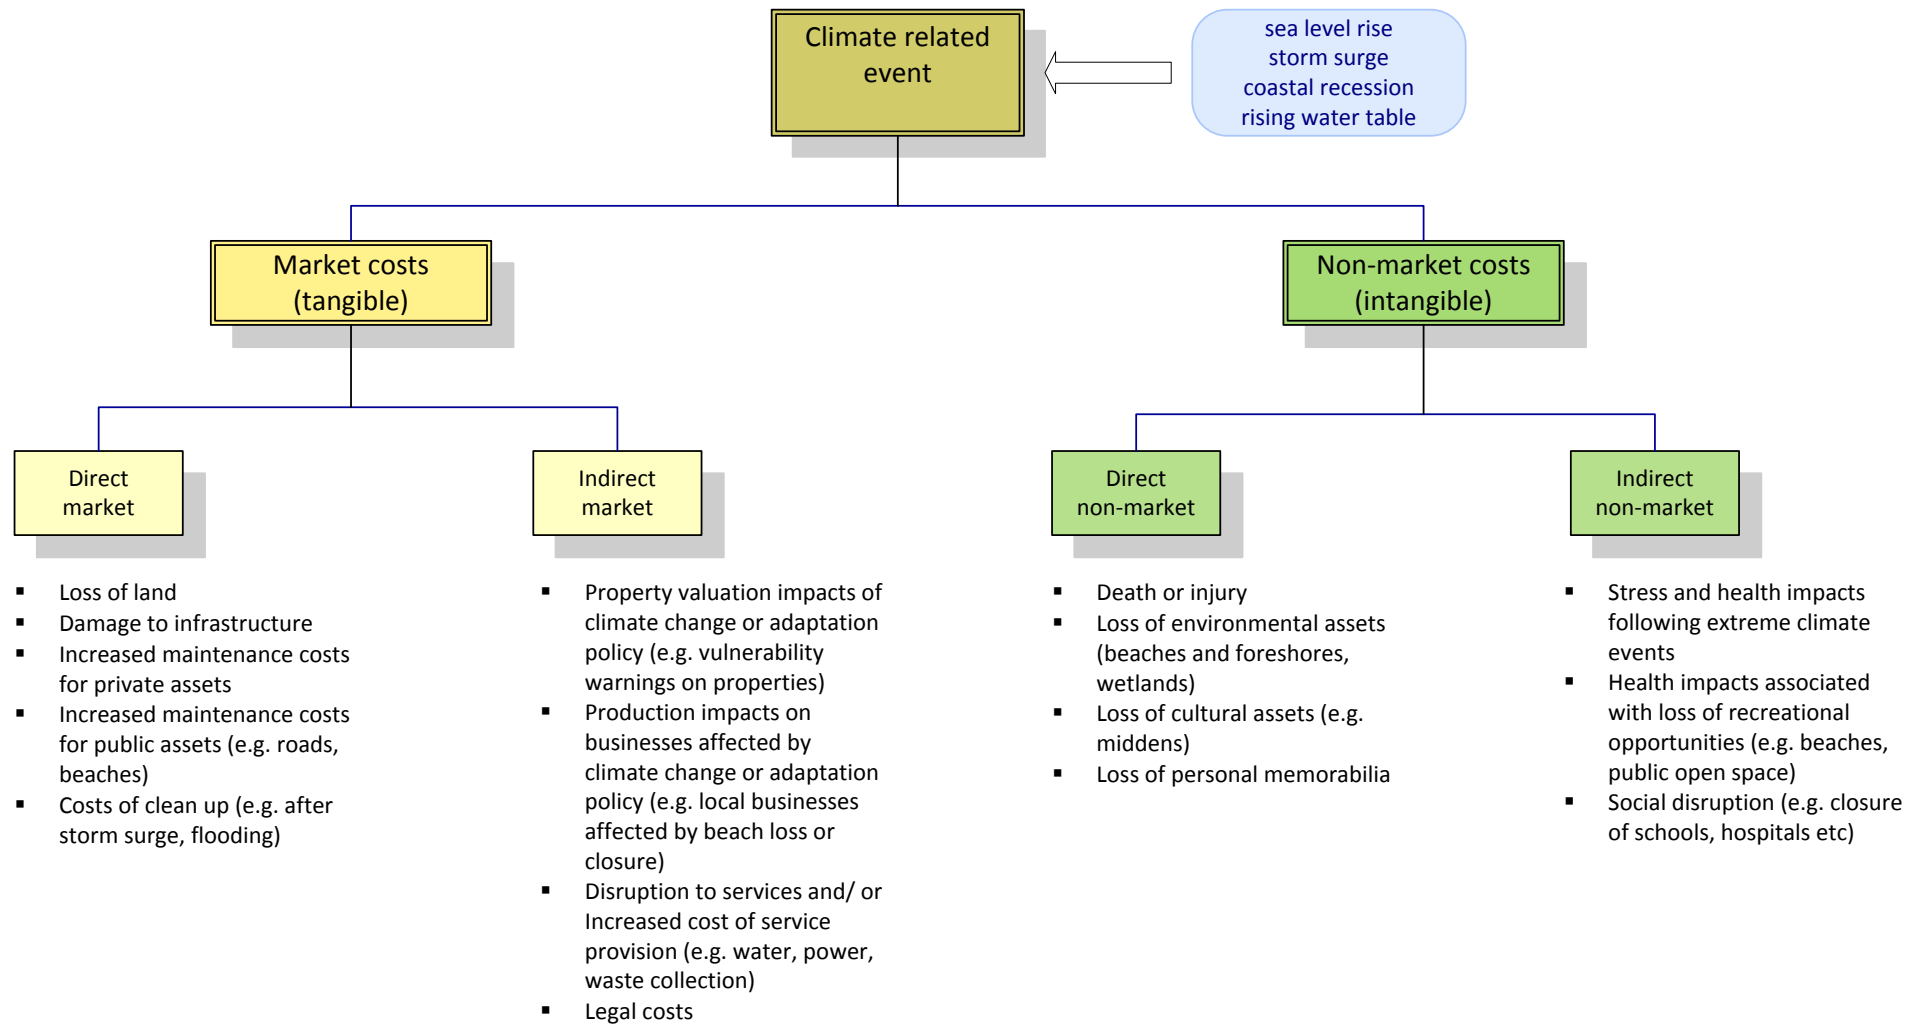 Climate related
event
sea level rise
storm surge
coastal recession
rising water table
Market costs
(tangible)
Non-market costs
(intangible)
Direct
market
Indirect
market
Direct
non-market
Indirect
non-market
▪ Loss of land
▪ Damage to infrastructure
▪ Increased maintenance costs
for private assets
▪ Increased maintenance costs
for public assets (e.g. roads,
beaches)
▪ Costs of clean up (e.g. after
storm surge, flooding)
▪ Property valuation impacts of
climate change or adaptation
policy (e.g. vulnerability
warnings on properties)
▪ Production impacts on
businesses affected by
climate change or adaptation
policy (e.g. local businesses
affected by beach loss or
closure)
▪ Disruption to services and/ or
Increased cost of service
provision (e.g. water, power,
waste collection)
▪ Legal costs
▪ Death or injury
▪ Loss of environmental assets
(beaches and foreshores,
wetlands)
▪ Loss of cultural assets (e.g.
middens)
▪ Loss of personal memorabilia
▪ Stress and health impacts
following extreme climate
events
▪ Health impacts associated
with loss of recreational
opportunities (e.g. beaches,
public open space)
▪ Social disruption (e.g. closure
of schools, hospitals etc)